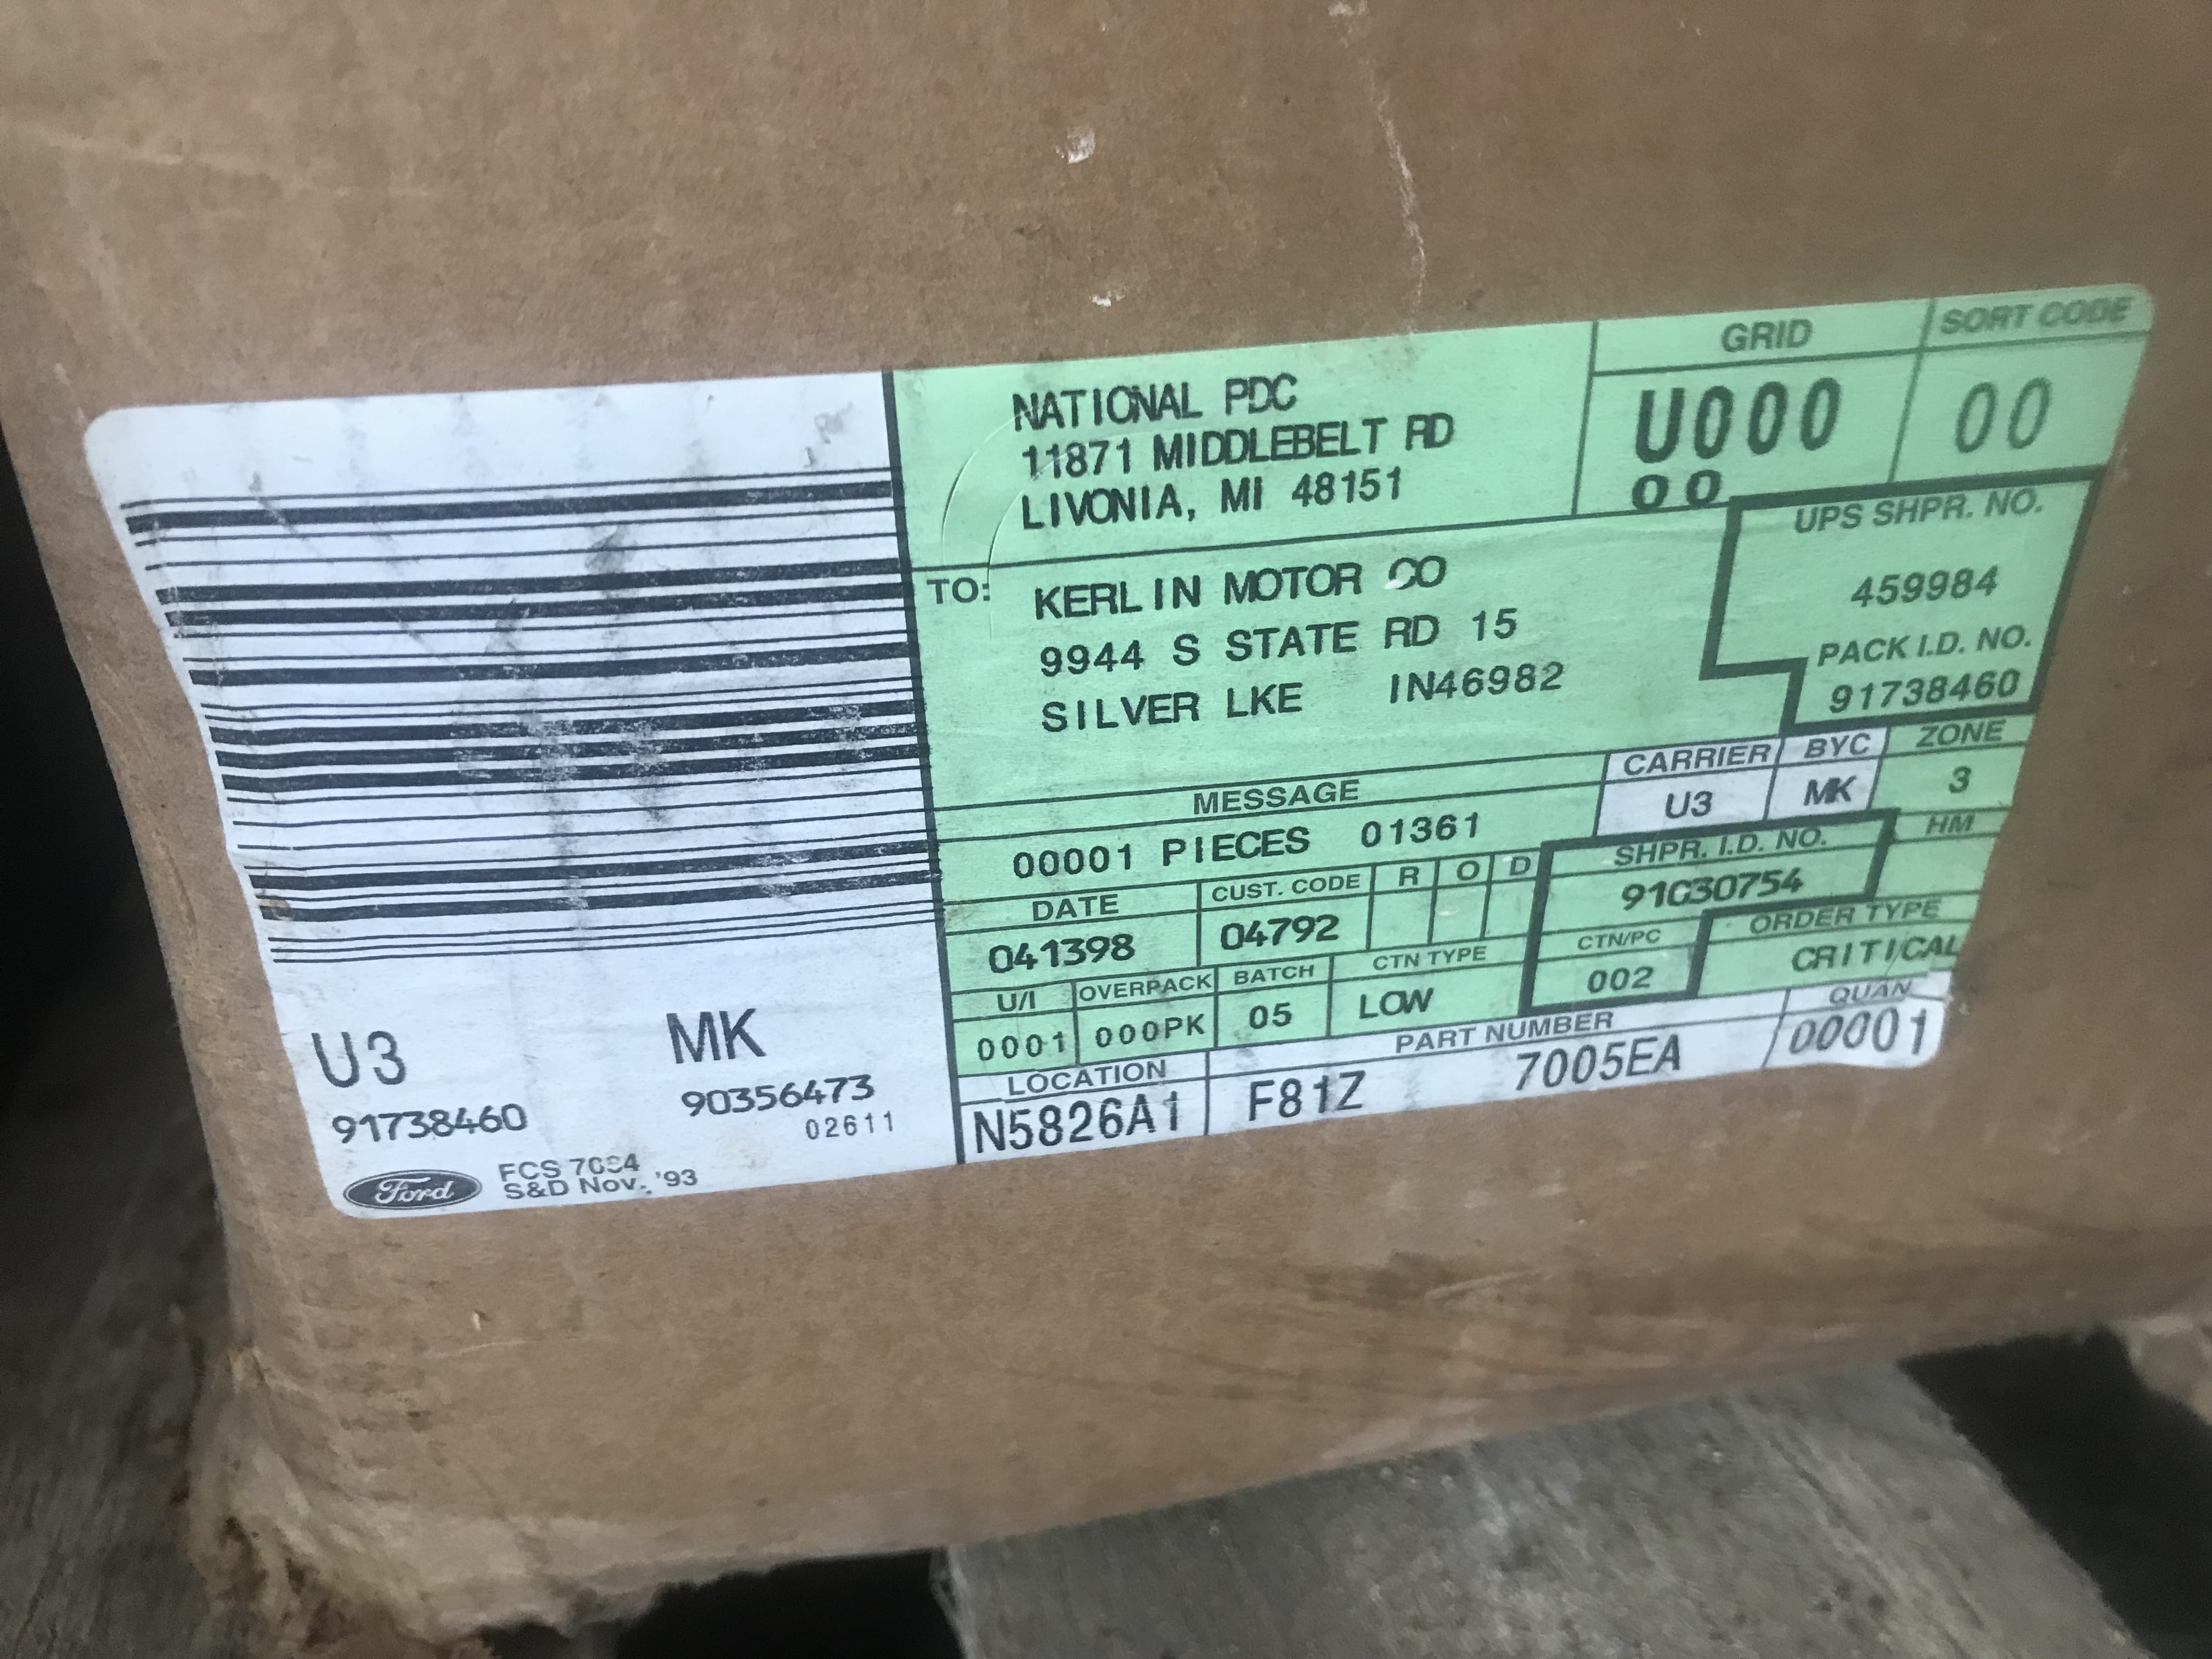 NATIONAL PDC
11871 MIDDLEBELT RD
LIVONIA, MI 48151
GRID
U000
00
SORT CODE
00
TO:
KERLIN MOTOR CO
9944 S STATE RD 15
SILVER LKE IN46982
UPS SHPR. NO.
459984
PACK I.D. NO.
91738460
MESSAGE
00001 PIECES 01361
CARRIER
U3
BYC
MK
ZONE
3
HM
DATE
041398
CUST. CODE
04792
R O D
SHPR. I.D. NO.
91G30754
U/I
0001
OVERPACK
000PK
BATCH
05
CTN TYPE
LOW
CTN/PC
002
ORDER TYPE
CRITICAL
LOCATION
N5826A1
PART NUMBER
F81Z 7005EA
QUAN
00001
U3 MK
91738460 90356473
02611
Ford
FCS
S&D Nov. '93